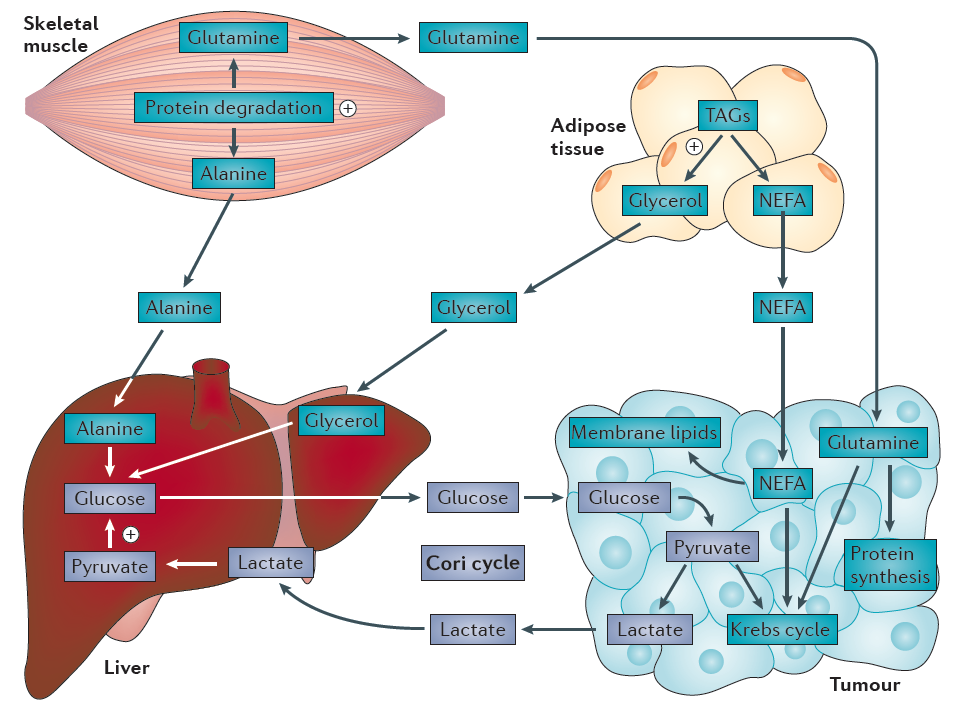 Skeletal
muscle
Glutamine
Glutamine
Protein degradation
+
Alanine
Adipose
tissue
TAGs
+
Glycerol
NEFA
Alanine
Glycerol
NEFA
Alanine
Glycerol
Glucose
+
Pyruvate
Lactate
Liver
Glucose
Cori cycle
Lactate
Membrane lipids
Glutamine
NEFA
Glucose
Pyruvate
Protein
synthesis
Lactate
Krebs cycle
Tumour